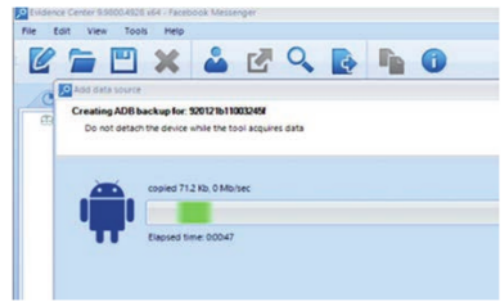 Evidence Center 9.9800.4928 x64 - Facebook Messenger
File Edit View Tools Help
Add data source
Creating ADB backup for: 920121b11003245f
Do not detach the device while the tool acquires data
copied 71.2 Kb, 0 Mb/sec
Elapsed time: 0:00:47